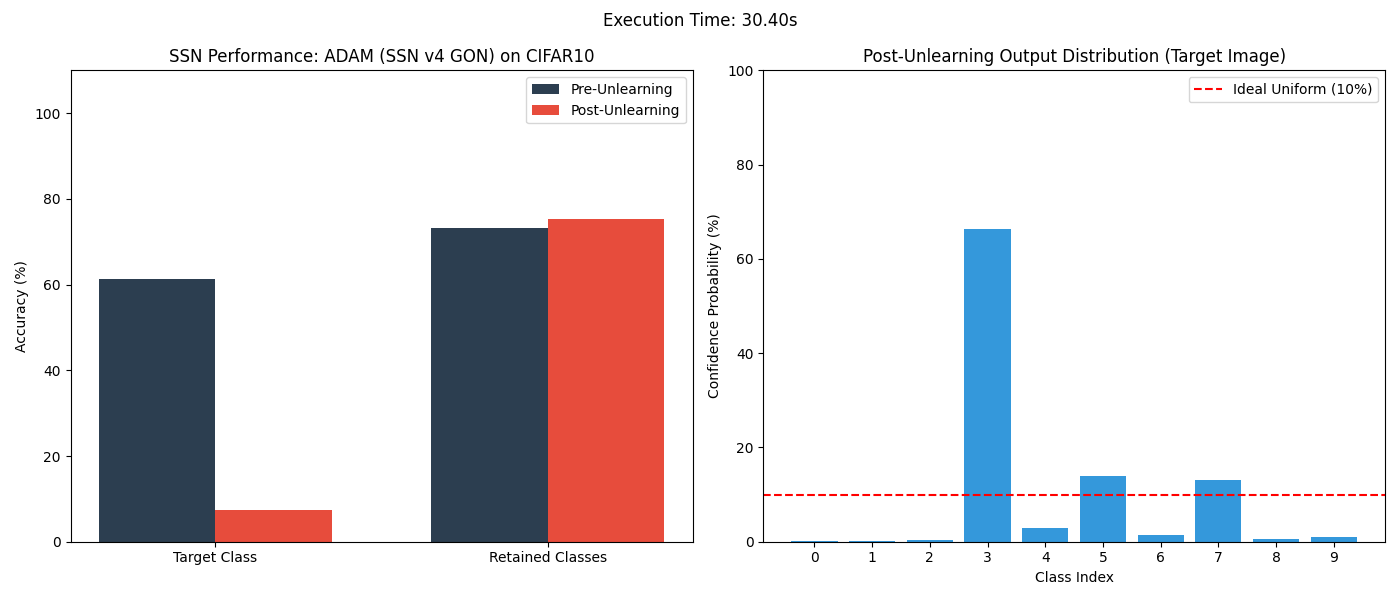 Execution Time: 30.40s
SSN Performance: ADAM (SSN v4 GON) on CIFAR10
Accuracy (%)
100
80
60
40
20
0
Pre-Unlearning
Post-Unlearning
Target Class
Retained Classes
Post-Unlearning Output Distribution (Target Image)
Confidence Probability (%)
100
80
60
40
20
0
Ideal Uniform (10%)
0 1 2 3 4 5 6 7 8 9
Class Index